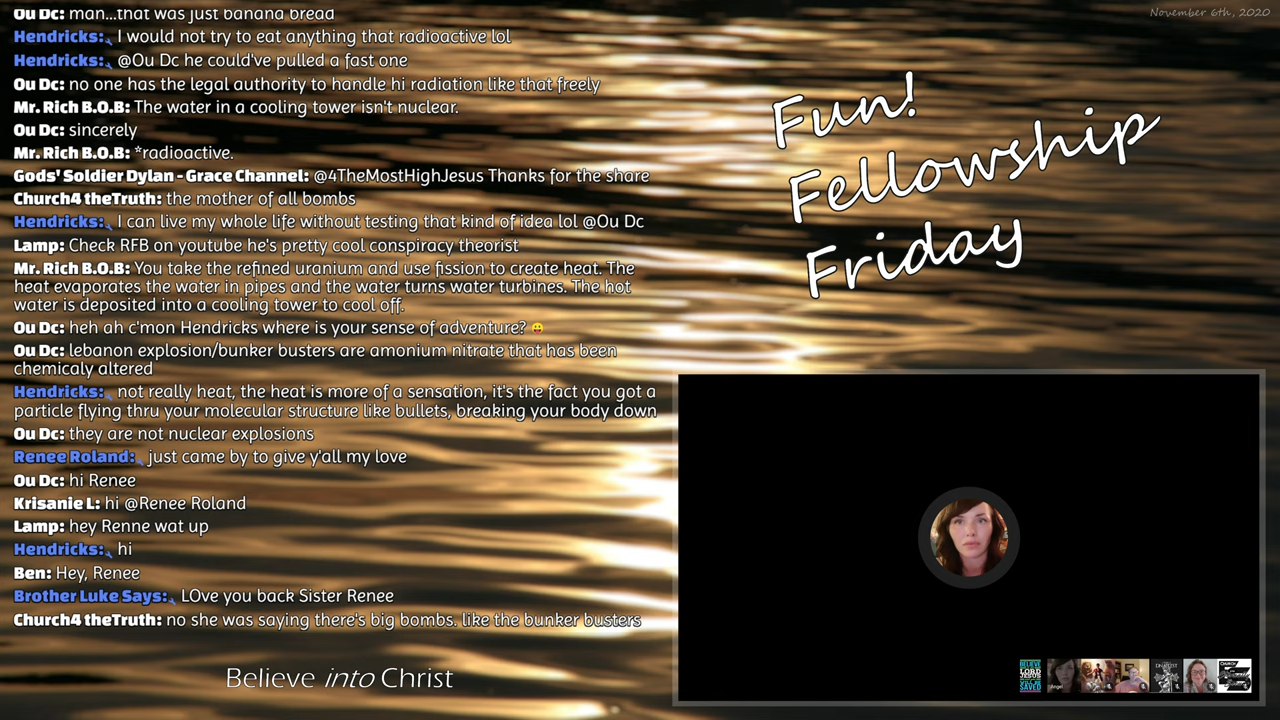 November 6th, 2020
Ou Dc: man...that was just banana bread
Hendricks: I would not try to eat anything that radioactive lol
Hendricks: @Ou Dc he could've pulled a fast one
Ou Dc: no one has the legal authority to handle hi radiation like that freely
Mr. Rich B.O.B: The water in a cooling tower isn't nuclear.
Ou Dc: sincerely
Mr. Rich B.O.B: *radioactive.
Gods' Soldier Dylan - Grace Channel: @4TheMostHighJesus Thanks for the share
Church4 theTruth: the mother of all bombs
Hendricks: I can live my whole life without testing that kind of idea lol @Ou Dc
Lamp: Check RFB on youtube he's pretty cool conspiracy theorist
Mr. Rich B.O.B: You take the refined uranium and use fission to create heat. The
heat evaporates the water in pipes and the water turns water turbines. The hot
water is deposited into a cooling tower to cool off.
Ou Dc: heh ah c'mon Hendricks where is your sense of adventure? 😛
Ou Dc: lebanon explosion/bunker busters are amonium nitrate that has been
chemicaly altered
Hendricks: not really heat, the heat is more of a sensation, it's the fact you got a
particle flying thru your molecular structure like bullets, breaking your body down
Ou Dc: they are not nuclear explosions
Renee Roland: just came by to give y'all my love
Ou Dc: hi Renee
Krisanie L: hi @Renee Roland
Lamp: hey Renne wat up
Hendricks: hi
Ben: Hey, Renee
Brother Luke Says: LOve you back Sister Renee
Church4 theTruth: no she was saying there's big bombs. like the bunker busters
Believe into Christ
Fun!
Fellowship
Friday
BELIEVE
LORD
JESUS
SAVED
Angel